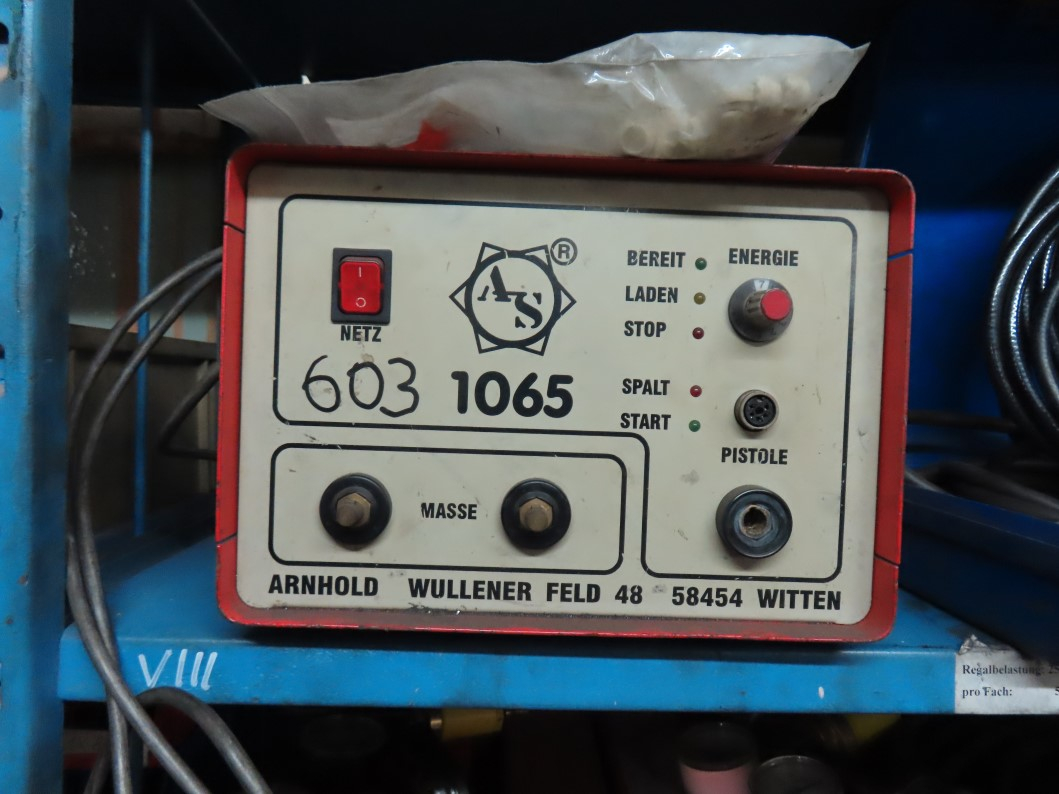 I
O
NETZ
AS
®
603
1065
BEREIT
LADEN
STOP
SPALT
START
ENERGIE
PISTOLE
MASSE
ARNHOLD WULLENER FELD 48 58454 WITTEN
VIII
Regalbelastung:
pro Fach: